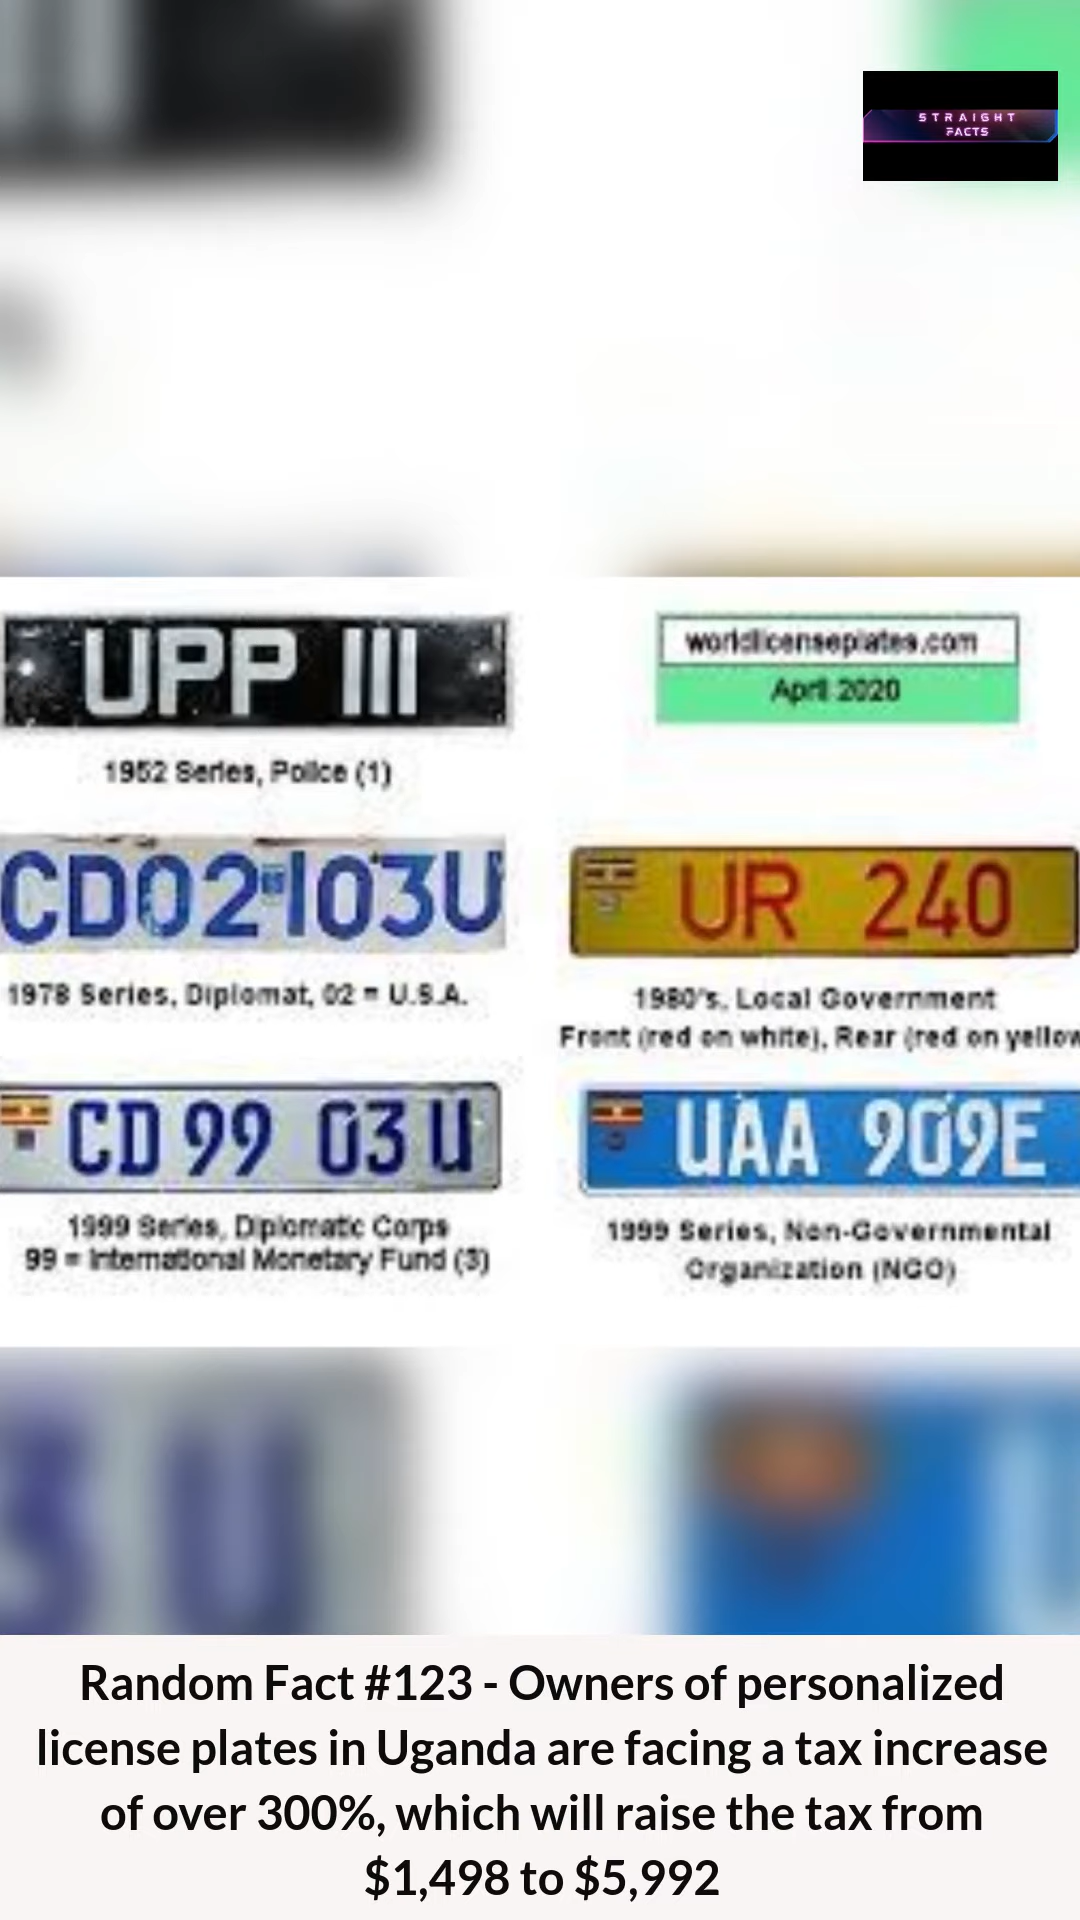 STRAIGHT
FACTS
UPP III
worldlicenseplates.com
April 2020
1952 Series, Police (1)
CD02 103U
UR 240
1978 Series, Diplomat, 02 = U.S.A.
1980's, Local Government
Front (red on white), Rear (red on yellow
CD 99 03 U
UAA 909E
1999 Series, Diplomatic Corps
99 = International Monetary Fund (3)
1999 Series, Non-Governmental
Organization (NGO)
Random Fact #123 - Owners of personalized
license plates in Uganda are facing a tax increase
of over 300%, which will raise the tax from
$1,498 to $5,992